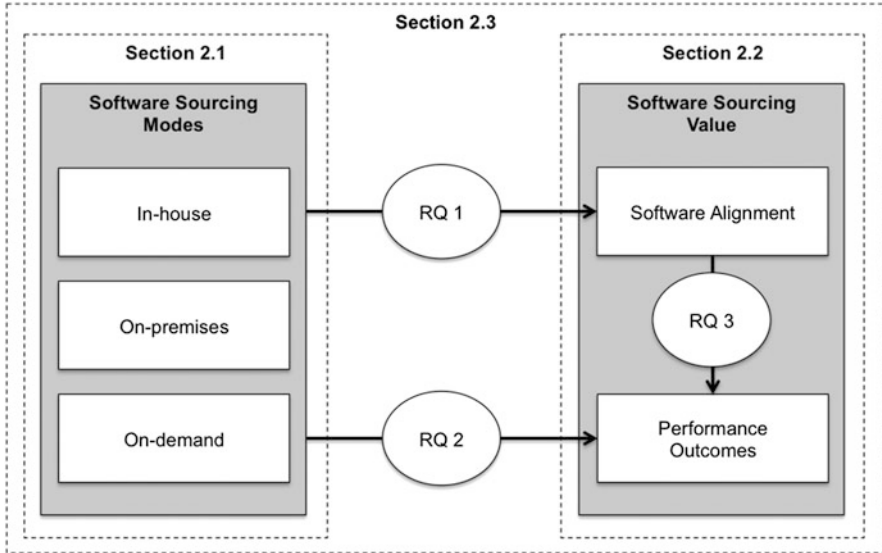 Section 2.3
Section 2.1
Software Sourcing
Modes
In-house
On-premises
On-demand
RQ 1
RQ 2
Section 2.2
Software Sourcing
Value
Software Alignment
RQ 3
Performance
Outcomes